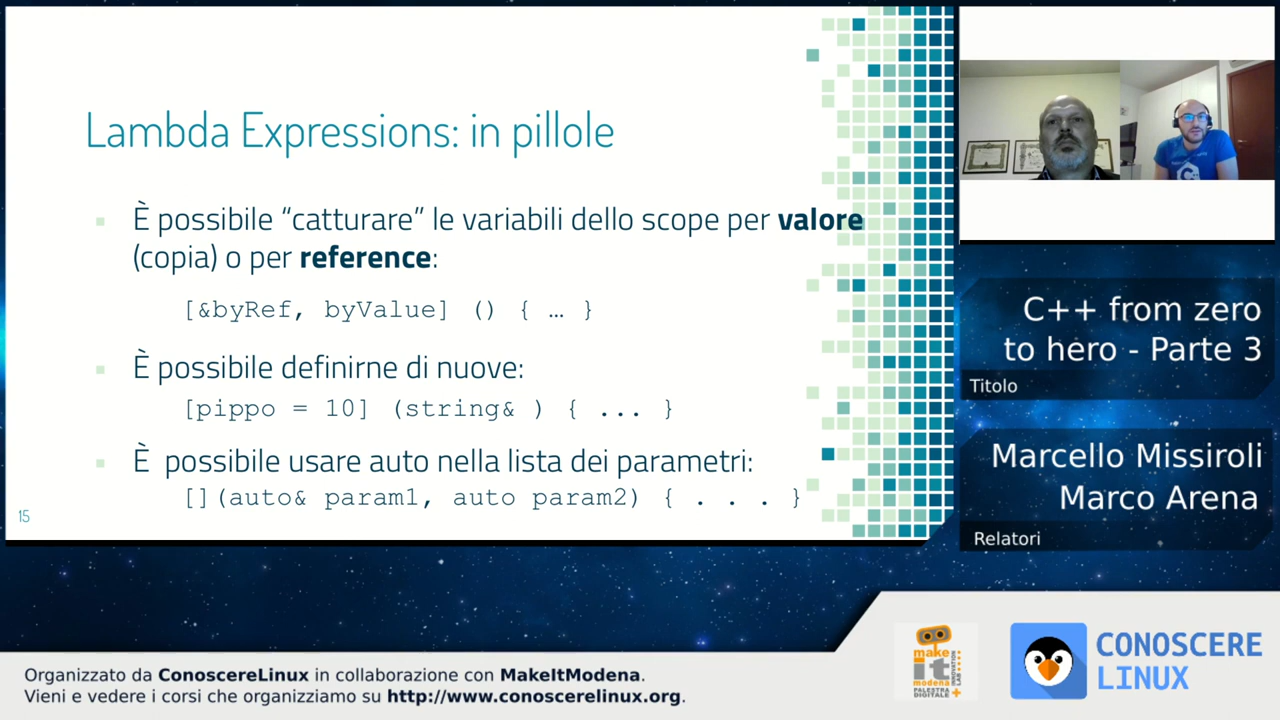 Lambda Expressions: in pillole
È possibile “catturare” le variabili dello scope per valore
(copia) o per reference:
[&byRef, byValue] () { … }
È possibile definirne di nuove:
[pippo = 10] (string& ) { ... }
È possibile usare auto nella lista dei parametri:
[](auto& param1, auto param2) { . . . }
15
C++ from zero
to hero - Parte 3
Titolo
Marcello Missiroli
Marco Arena
Relatori
Organizzato da ConoscereLinux in collaborazione con MakeItModena.
Vieni e vedere i corsi che organizziamo su http://www.conoscerelinux.org.
make
it
modena
PALESTRA
DIGITALE
CONOSCERE
LINUX